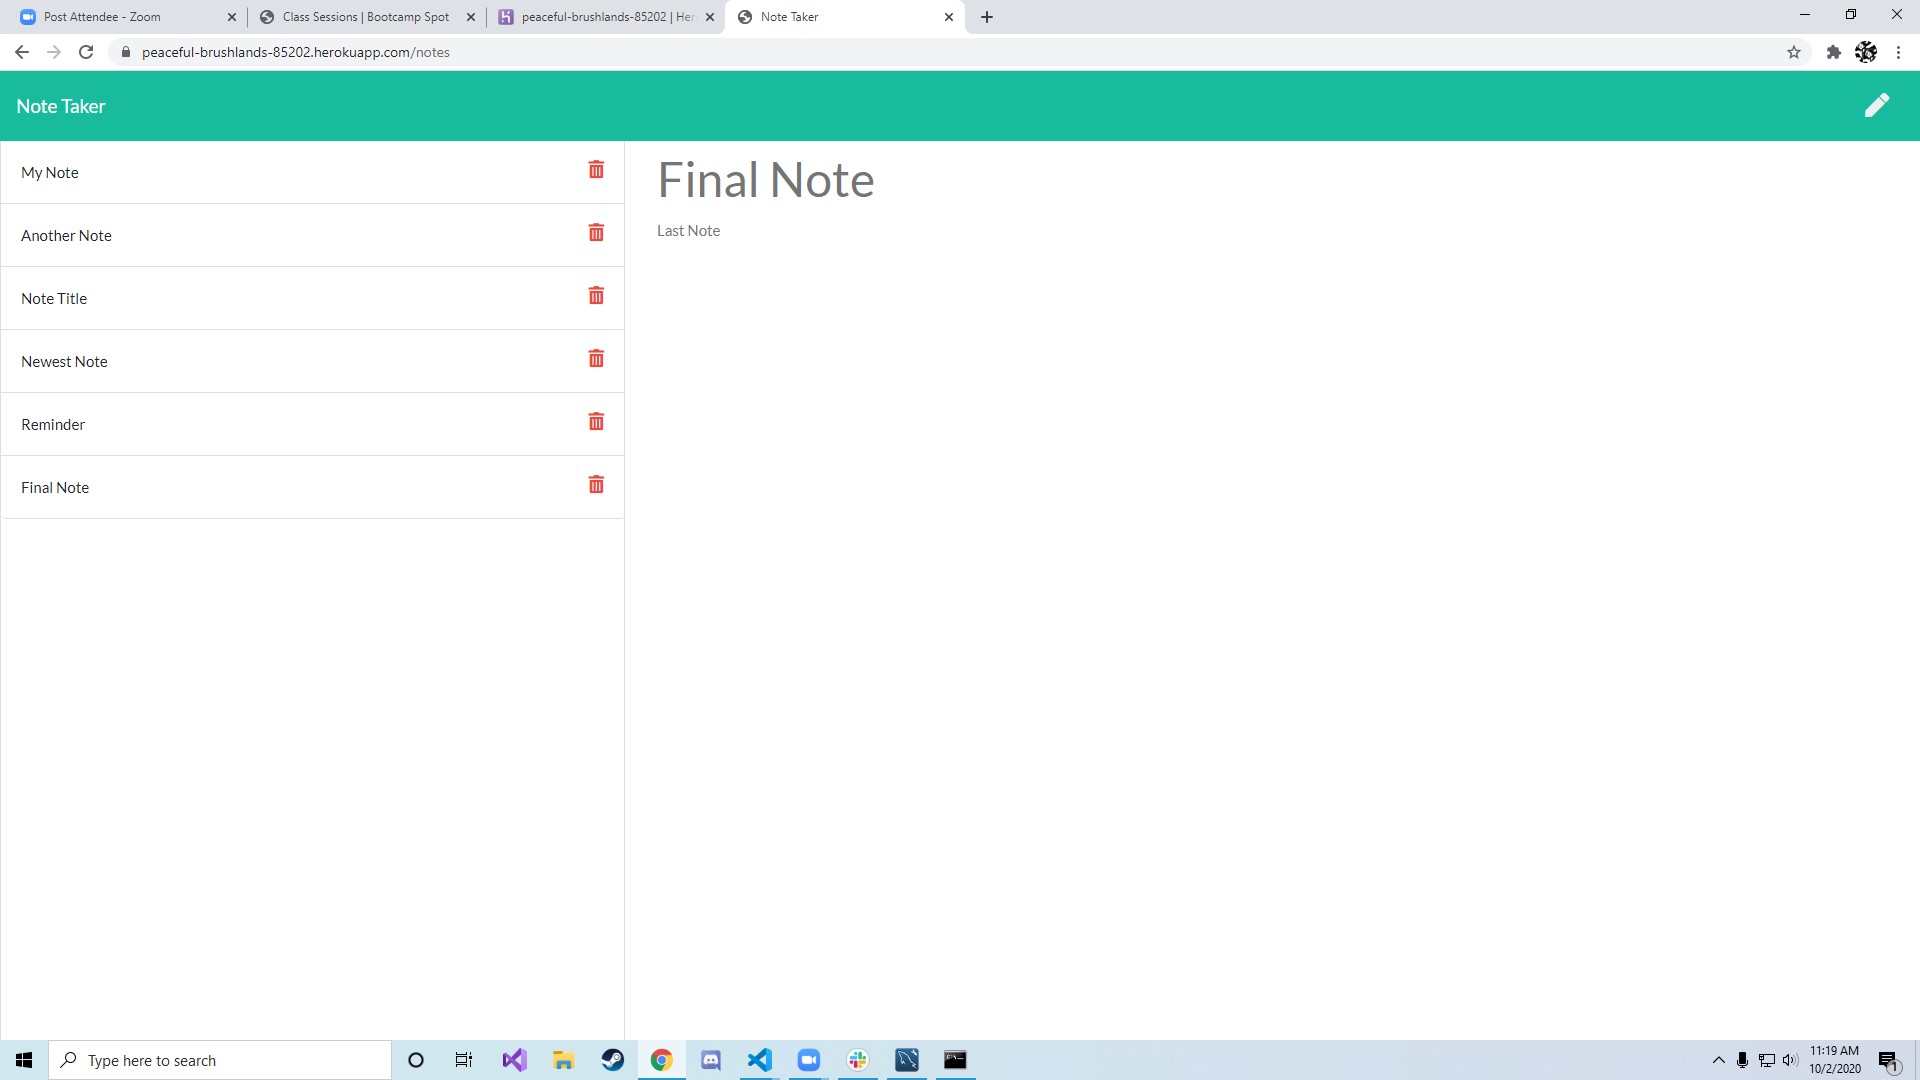 Post Attendee - Zoom
Class Sessions | Bootcamp Spot
peaceful-brushlands-85202 | Her
Note Taker
peaceful-brushlands-85202.herokuapp.com/notes
Note Taker
My Note
Another Note
Note Title
Newest Note
Reminder
Final Note
Final Note
Last Note
Type here to search
11:19 AM
10/2/2020
1